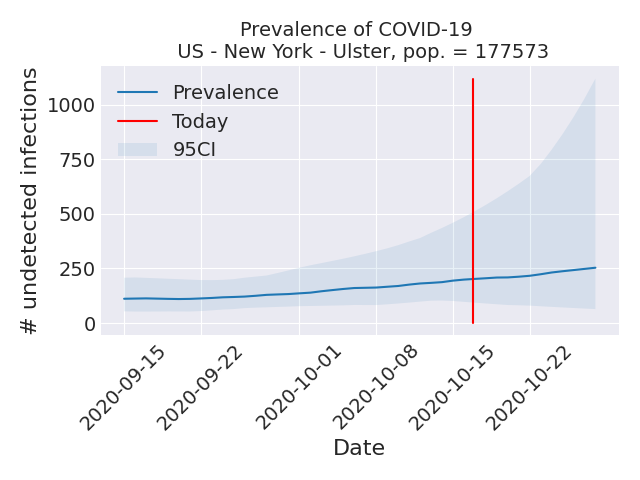 Prevalence of COVID-19
US - New York - Ulster, pop. = 177573
# undetected infections
1000
750
500
250
0
Prevalence
Today
95CI
2020-09-15
2020-09-22
2020-10-01
2020-10-08
2020-10-15
2020-10-22
Date